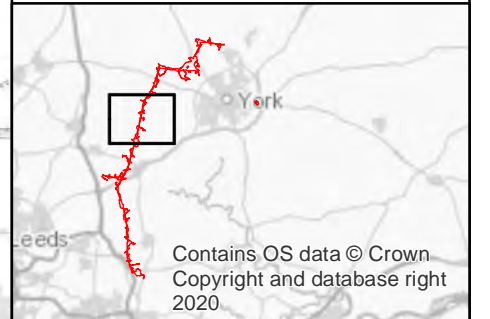 York
Leeds
Contains OS data © Crown
Copyright and database right
2020